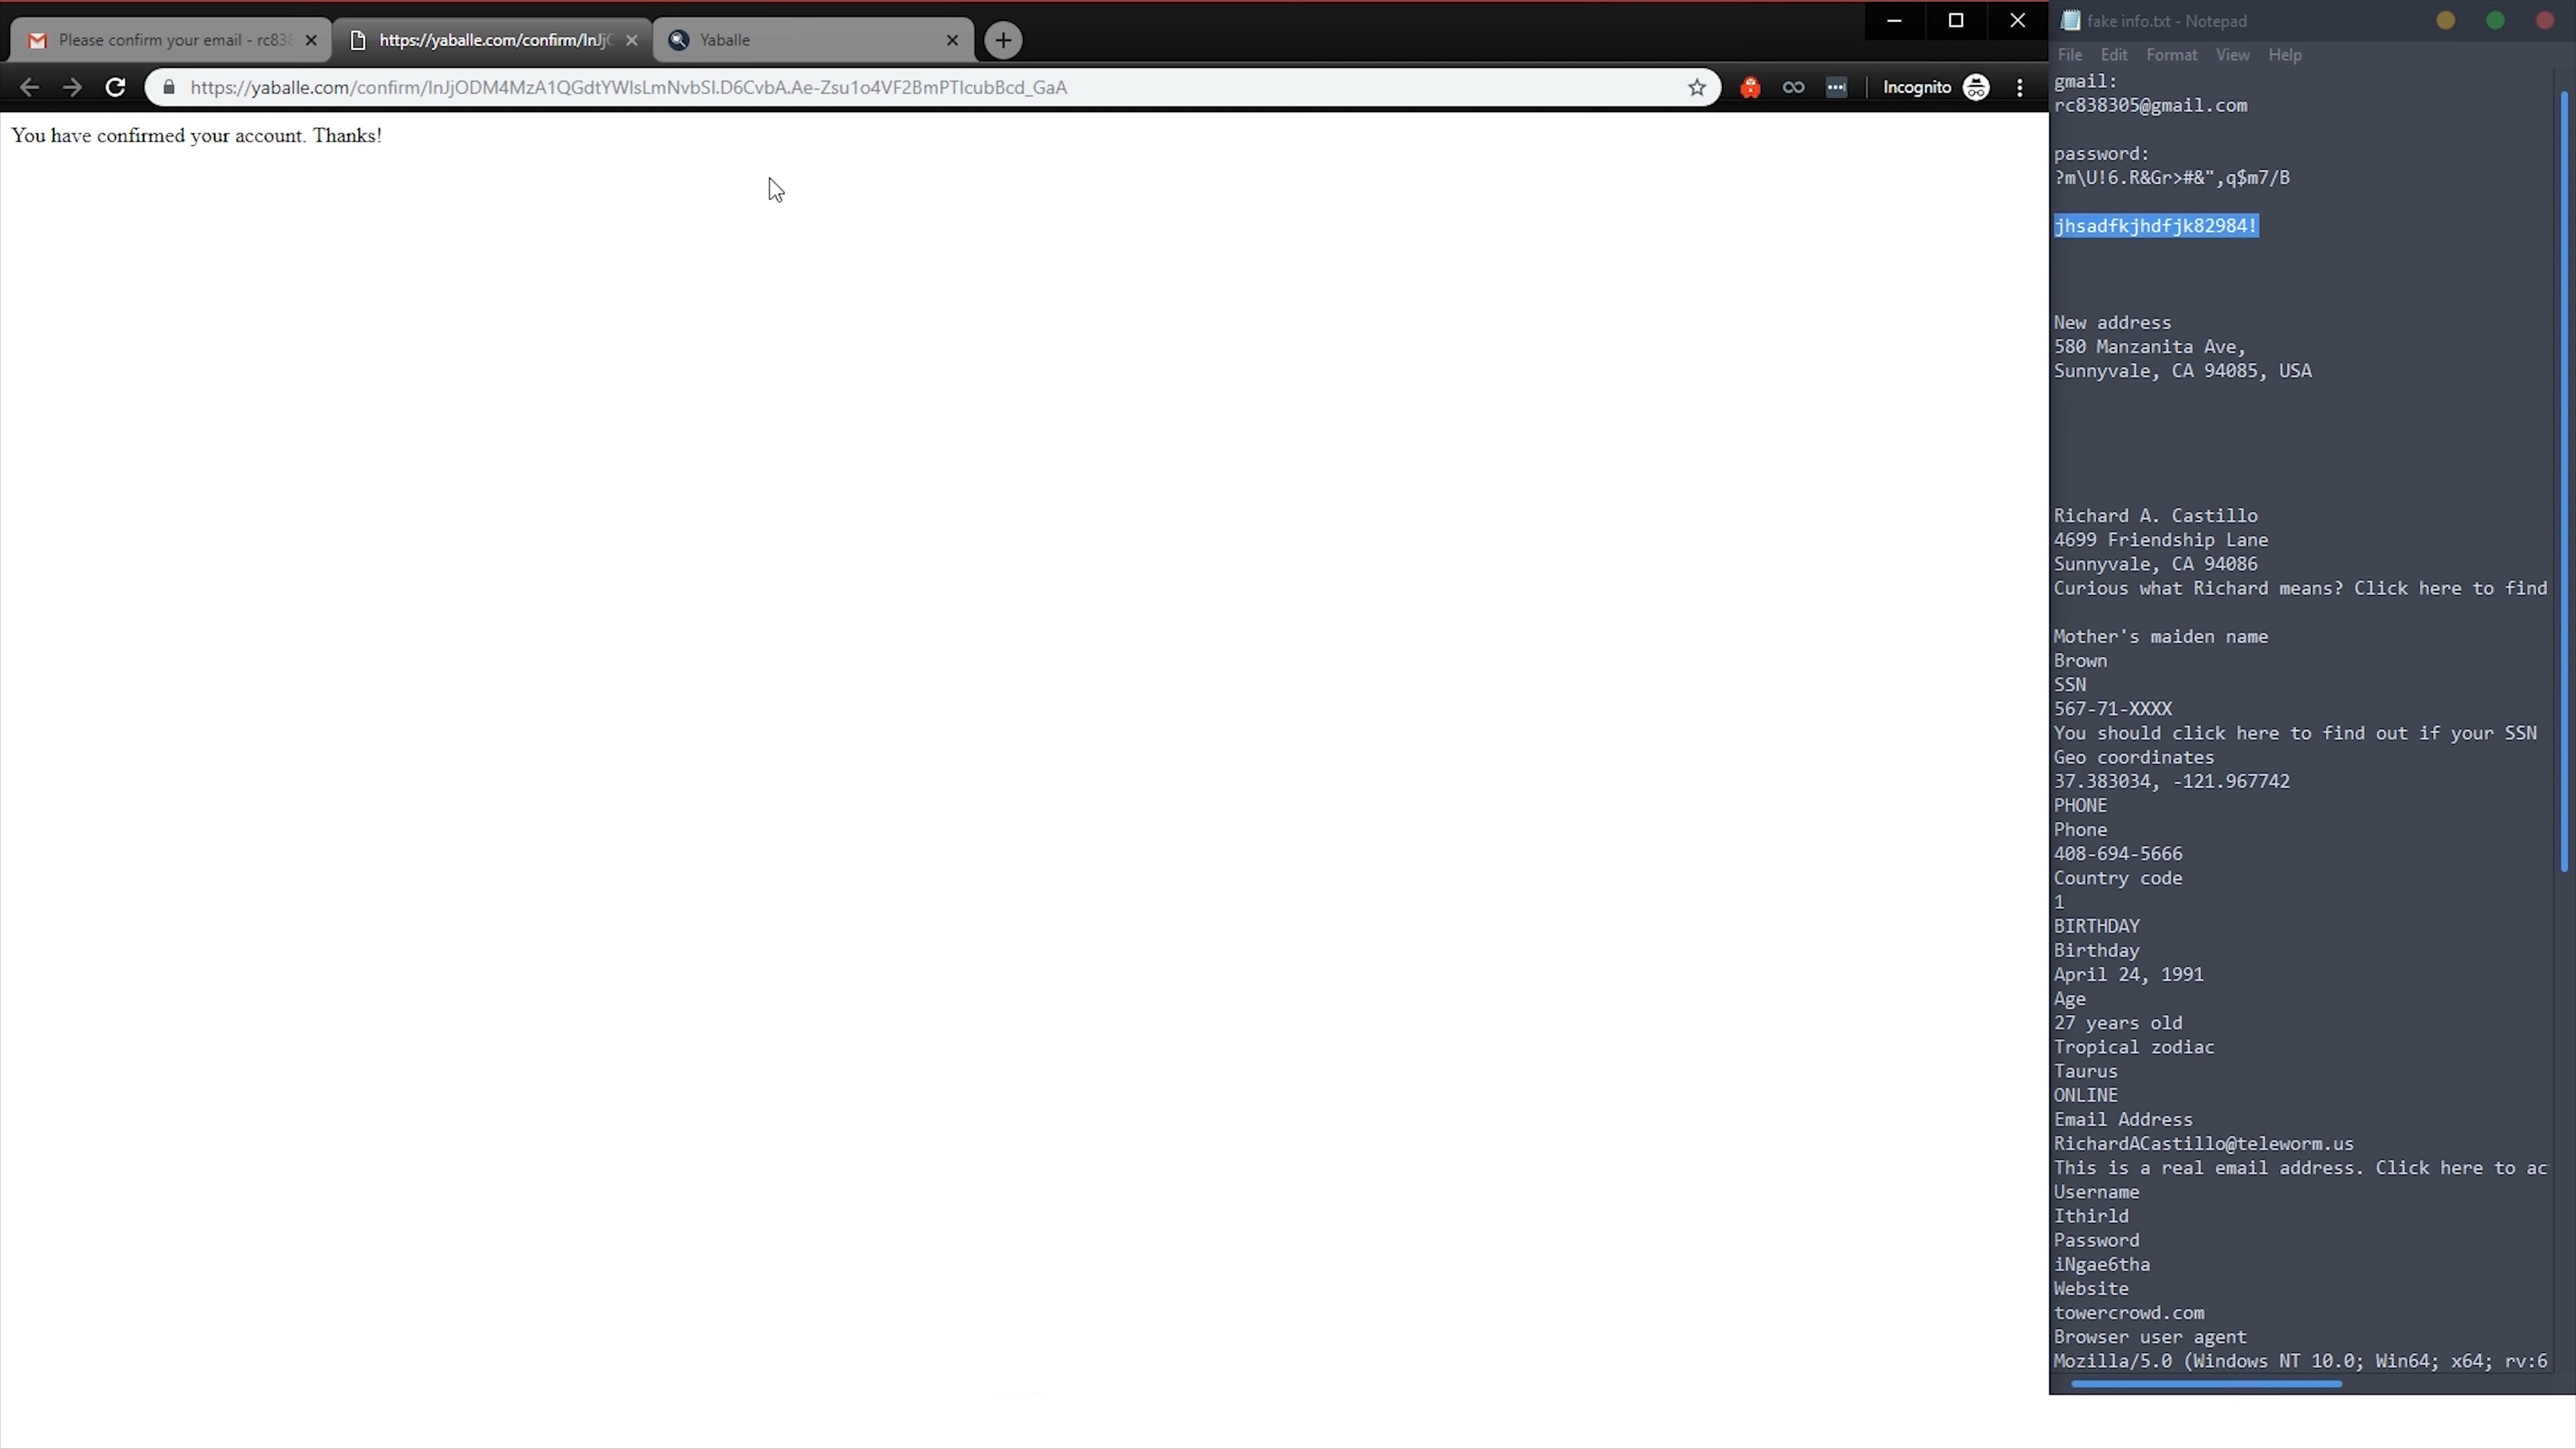 Please confirm your email - rc838
https://yaballe.com/confirm/InJjO
Yaballe
https://yaballe.com/confirm/InJjODM4MzA1QGdtYWlsLmNvbSI.D6CvbA.Ae-Zsu1o4VF2BmPTIcubBcd_GaA
Incognito
You have confirmed your account. Thanks!
fake info.txt - Notepad
File Edit Format View Help
gmail:
rc838305@gmail.com
password:
?m\U!6.R&Gr>#&",q$m7/B
jhsadfkjhdfjk82984!
New address
580 Manzanita Ave,
Sunnyvale, CA 94085, USA
Richard A. Castillo
4699 Friendship Lane
Sunnyvale, CA 94086
Curious what Richard means? Click here to find
Mother's maiden name
Brown
SSN
567-71-XXXX
You should click here to find out if your SSN
Geo coordinates
37.383034, -121.967742
PHONE
Phone
408-694-5666
Country code
1
BIRTHDAY
Birthday
April 24, 1991
Age
27 years old
Tropical zodiac
Taurus
ONLINE
Email Address
RichardACastillo@teleworm.us
This is a real email address. Click here to ac
Username
Ithirld
Password
iNgae6tha
Website
towercrowd.com
Browser user agent
Mozilla/5.0 (Windows NT 10.0; Win64; x64; rv:6